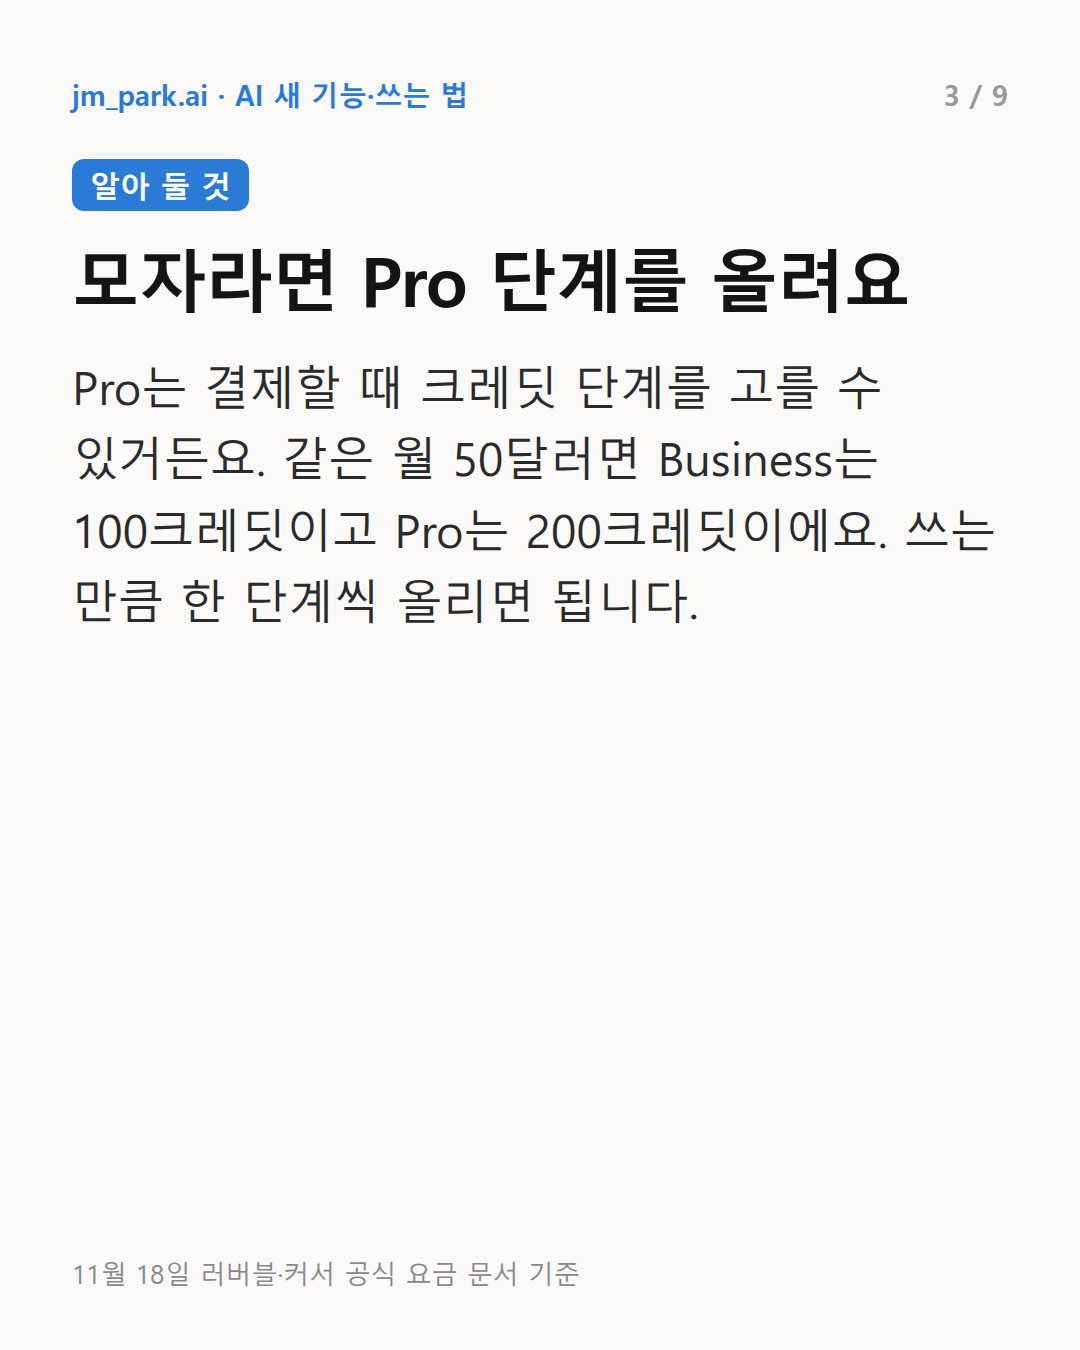 jm_park.ai · AI 새 기능·쓰는 법
3 / 9
알아 둘 것
모자라면 Pro 단계를 올려요
Pro는 결제할 때 크레딧 단계를 고를 수
있거든요. 같은 월 50달러면 Business는
100크레딧이고 Pro는 200크레딧이에요. 쓰는
만큼 한 단계씩 올리면 됩니다.
11월 18일 러버블·커서 공식 요금 문서 기준